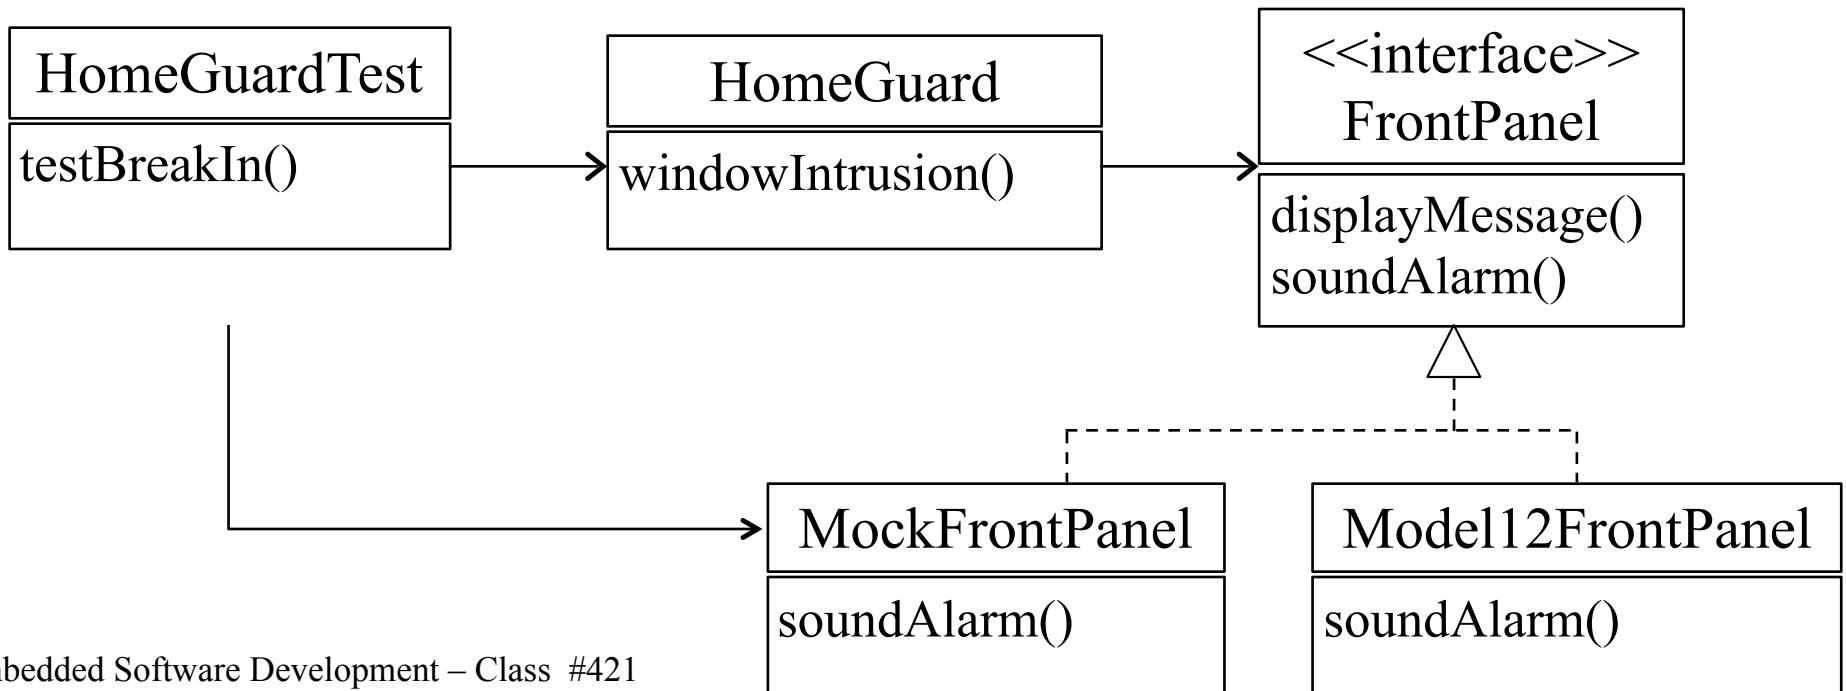 HomeGuardTest
testBreakIn()
HomeGuard
windowIntrusion()
<<interface>>
FrontPanel
displayMessage()
soundAlarm()
MockFrontPanel
soundAlarm()
Model12FrontPanel
soundAlarm()
Software Development – Class #421